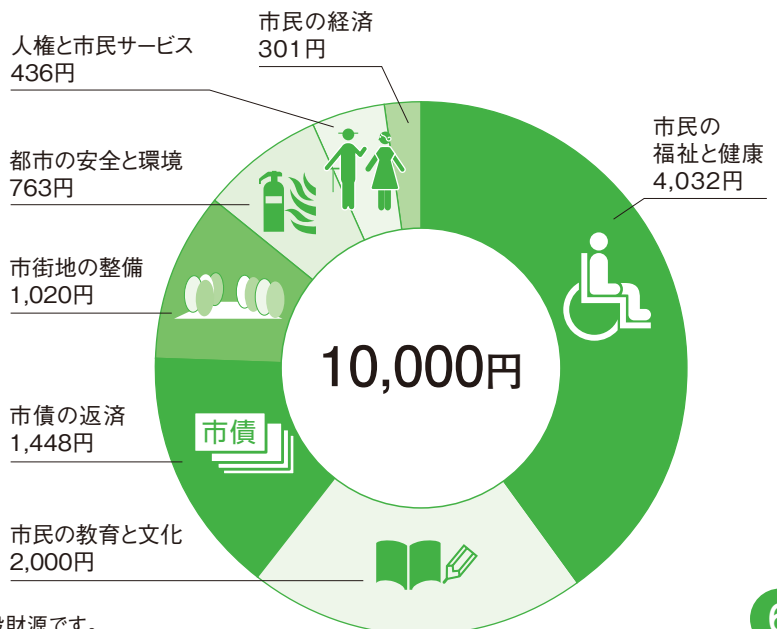 市民の経済
301円
人権と市民サービス
436円
市民の
福祉と健康
4,032円
都市の安全と環境
763円
市街地の整備
1,020円
10,000円
市債の返済
1,448円
市債
市民の教育と文化
2,000円
財源です。